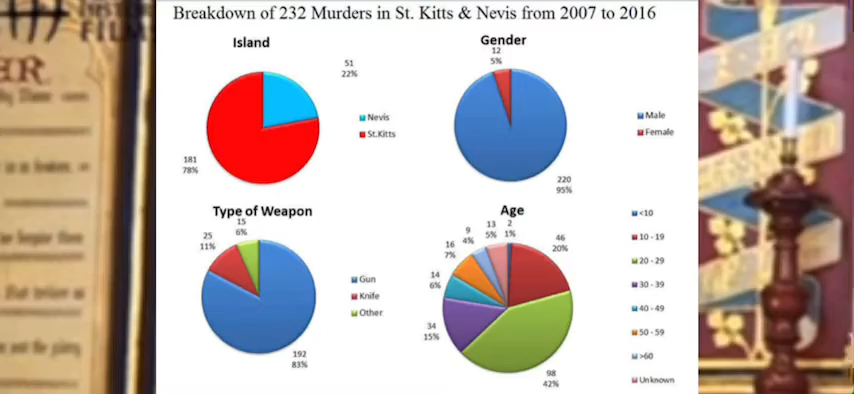 Breakdown of 232 Murders in St. Kitts & Nevis from 2007 to 2016
Island
51
22%
181
78%
Nevis
St.Kitts
Gender
12
5%
220
95%
Male
Female
Type of Weapon
15
6%
25
11%
192
83%
Gun
Knife
Other
Age
2
1%
46
20%
98
42%
34
15%
14
6%
16
7%
9
4%
13
5%
<10
10 - 19
20 - 29
30 - 39
40 - 49
50 - 59
>60
Unknown
FILM